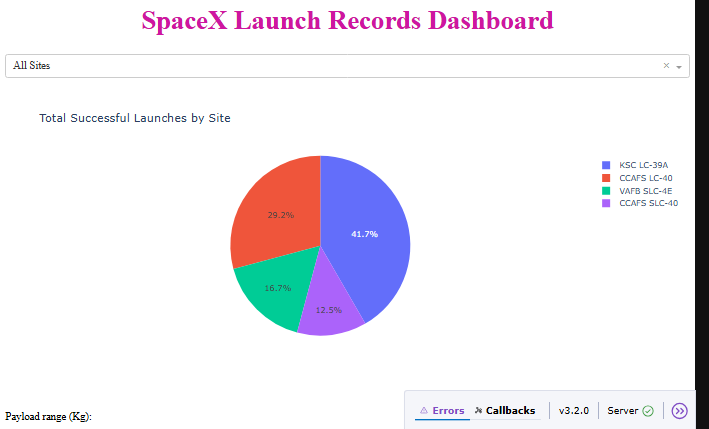 SpaceX Launch Records Dashboard
All Sites
Total Successful Launches by Site
KSC LC-39A
CCAFS LC-40
VAFB SLC-4E
CCAFS SLC-40
29.2%
41.7%
16.7%
12.5%
Payload range (Kg):
Errors Callbacks v3.2.0 Server